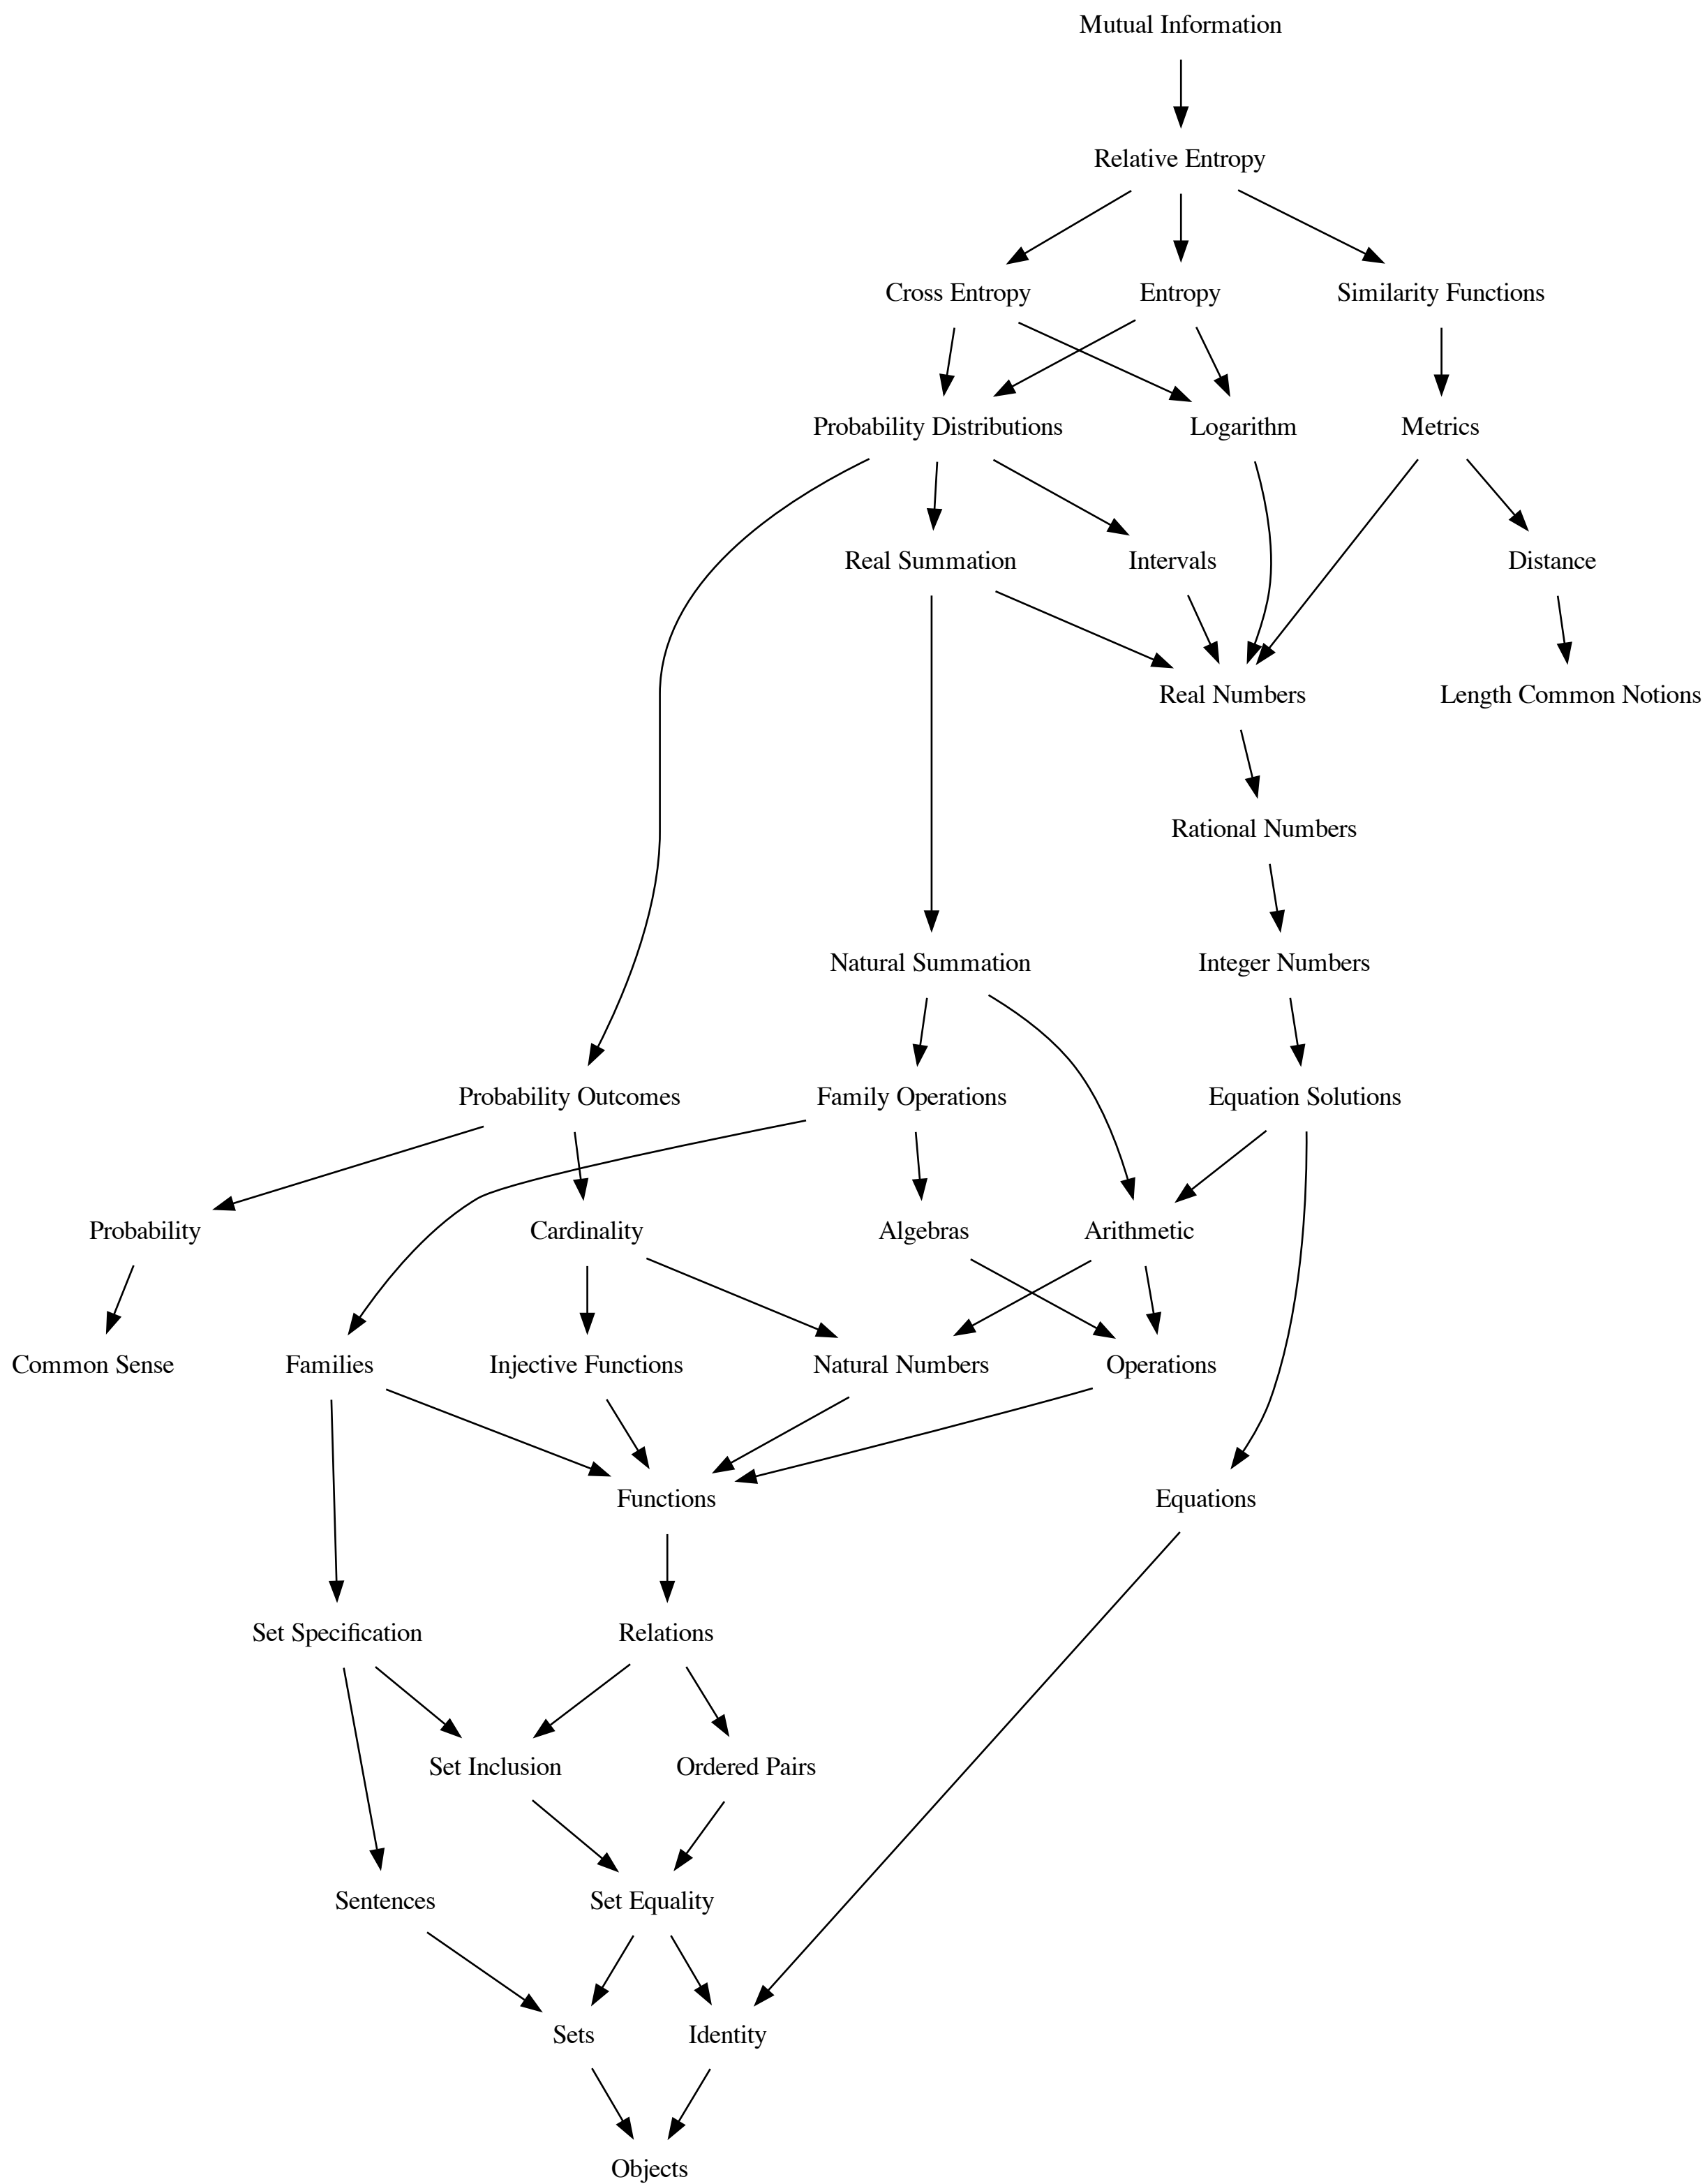 Mutual Information
Relative Entropy
Cross Entropy
Entropy
Similarity Functions
Probability Distributions
Logarithm
Metrics
Real Summation
Intervals
Distance
Real Numbers
Length Common Notions
Rational Numbers
Natural Summation
Integer Numbers
Probability Outcomes
Family Operations
Equation Solutions
Probability
Cardinality
Algebras
Arithmetic
Common Sense
Families
Injective Functions
Natural Numbers
Operations
Functions
Equations
Set Specification
Relations
Set Inclusion
Ordered Pairs
Sentences
Set Equality
Sets
Identity
Objects